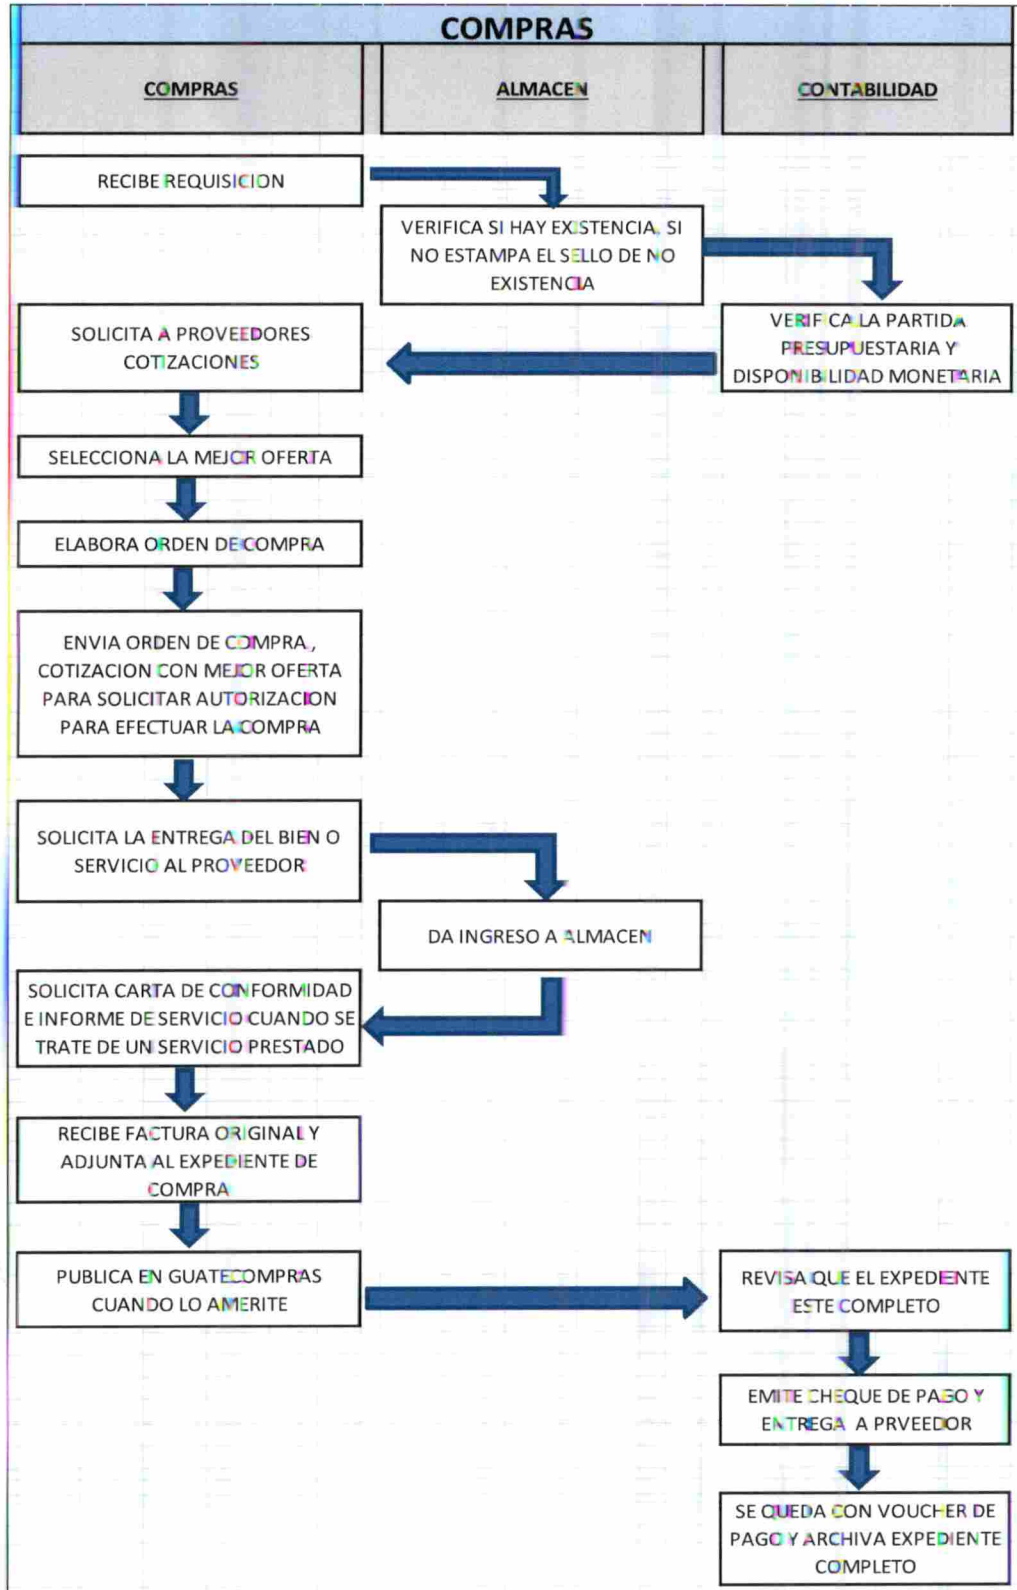 COMPRAS
COMPRAS
ALMACEN
CONTABILIDAD
RECIBE REQUISICION
VERIFICA SI HAY EXISTENCIA, SI
NO ESTAMPA EL SELLO DE NO
EXISTENCIA
VERIFICA LA PARTIDA
PRESUPUESTARIA Y
DISPONIBILIDAD MONETARIA
SOLICITA A PROVEEDORES
COTIZACIONES
SELECCIONA LA MEJOR OFERTA
ELABORA ORDEN DE COMPRA
ENVIA ORDEN DE COMPRA,
COTIZACION CON MEJOR OFERTA
PARA SOLICITAR AUTORIZACION
PARA EFECTUAR LA COMPRA
SOLICITA LA ENTREGA DEL BIEN O
SERVICIO AL PROVEEDOR
DA INGRESO A ALMACEN
SOLICITA CARTA DE CONFORMIDAD
E INFORME DE SERVICIO CUANDO SE
TRATE DE UN SERVICIO PRESTADO
RECIBE FACTURA ORIGINAL Y
ADJUNTA AL EXPEDIENTE DE
COMPRA
PUBLICA EN GUATECOMPRAS
CUANDO LO AMERITE
REVISA QUE EL EXPEDIENTE
ESTE COMPLETO
EMITE CHEQUE DE PAGO Y
ENTREGA A PRVEEDOR
SE QUEDA CON VOUCHER DE
PAGO Y ARCHIVA EXPEDIENTE
COMPLETO